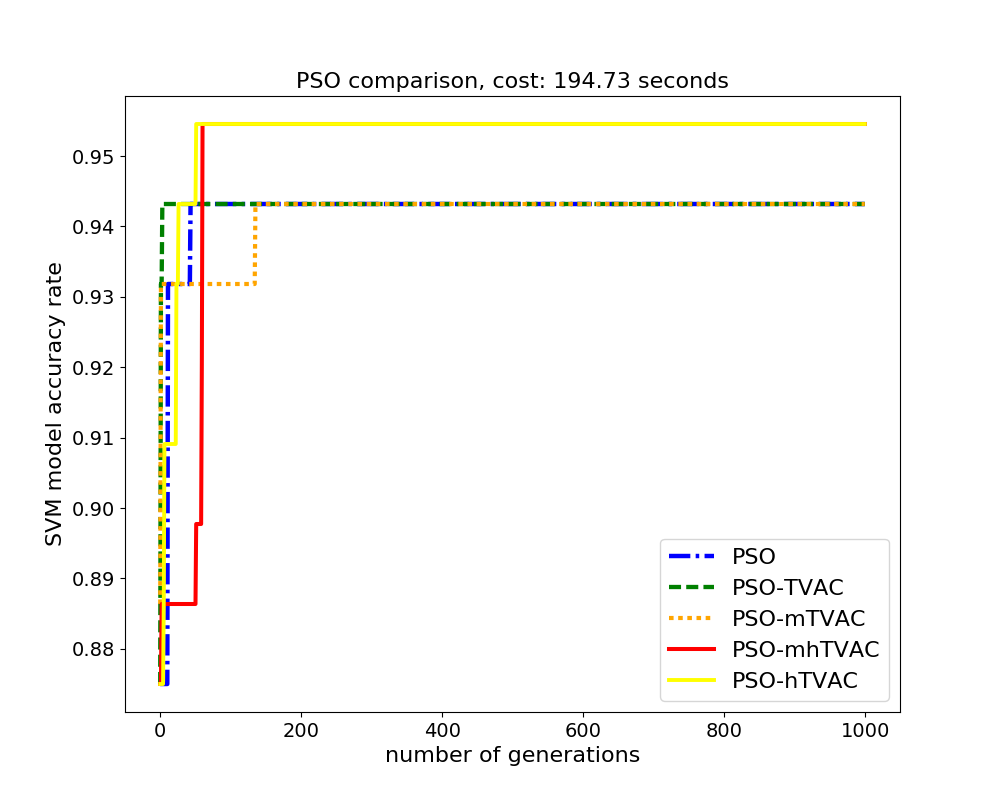 PSO comparison, cost: 194.73 seconds
SVM model accuracy rate
0.95
0.94
0.93
0.92
0.91
0.90
0.89
0.88
PSO
PSO-TVAC
PSO-mTVAC
PSO-mhTVAC
PSO-hTVAC
0 200 400 600 800 1000
number of generations